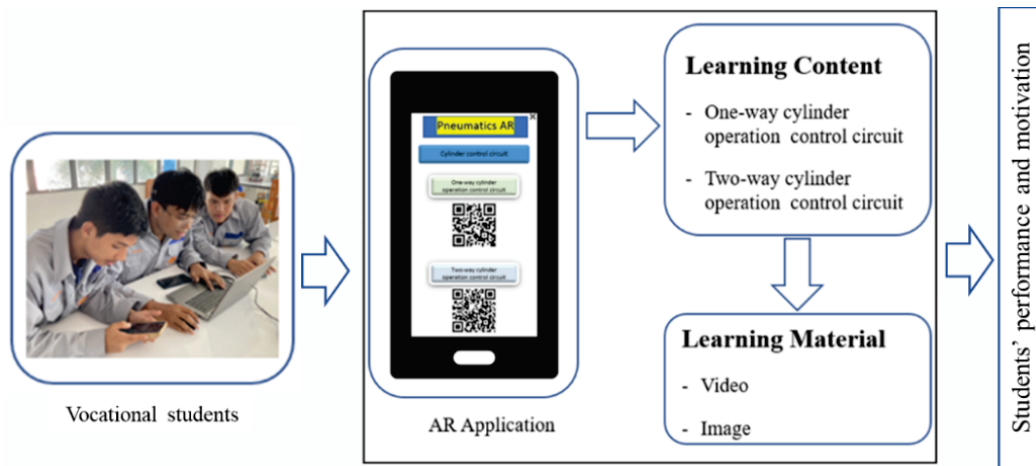 Vocational students
Pneumatics AR
Cylinder control circuit
One-way cylinder
operation control circuit
Two-way cylinder
operation control circuit
AR Application
Learning Content
- One-way cylinder
operation control circuit
- Two-way cylinder
operation control circuit
Learning Material
- Video
- Image
Students' performance and motivation